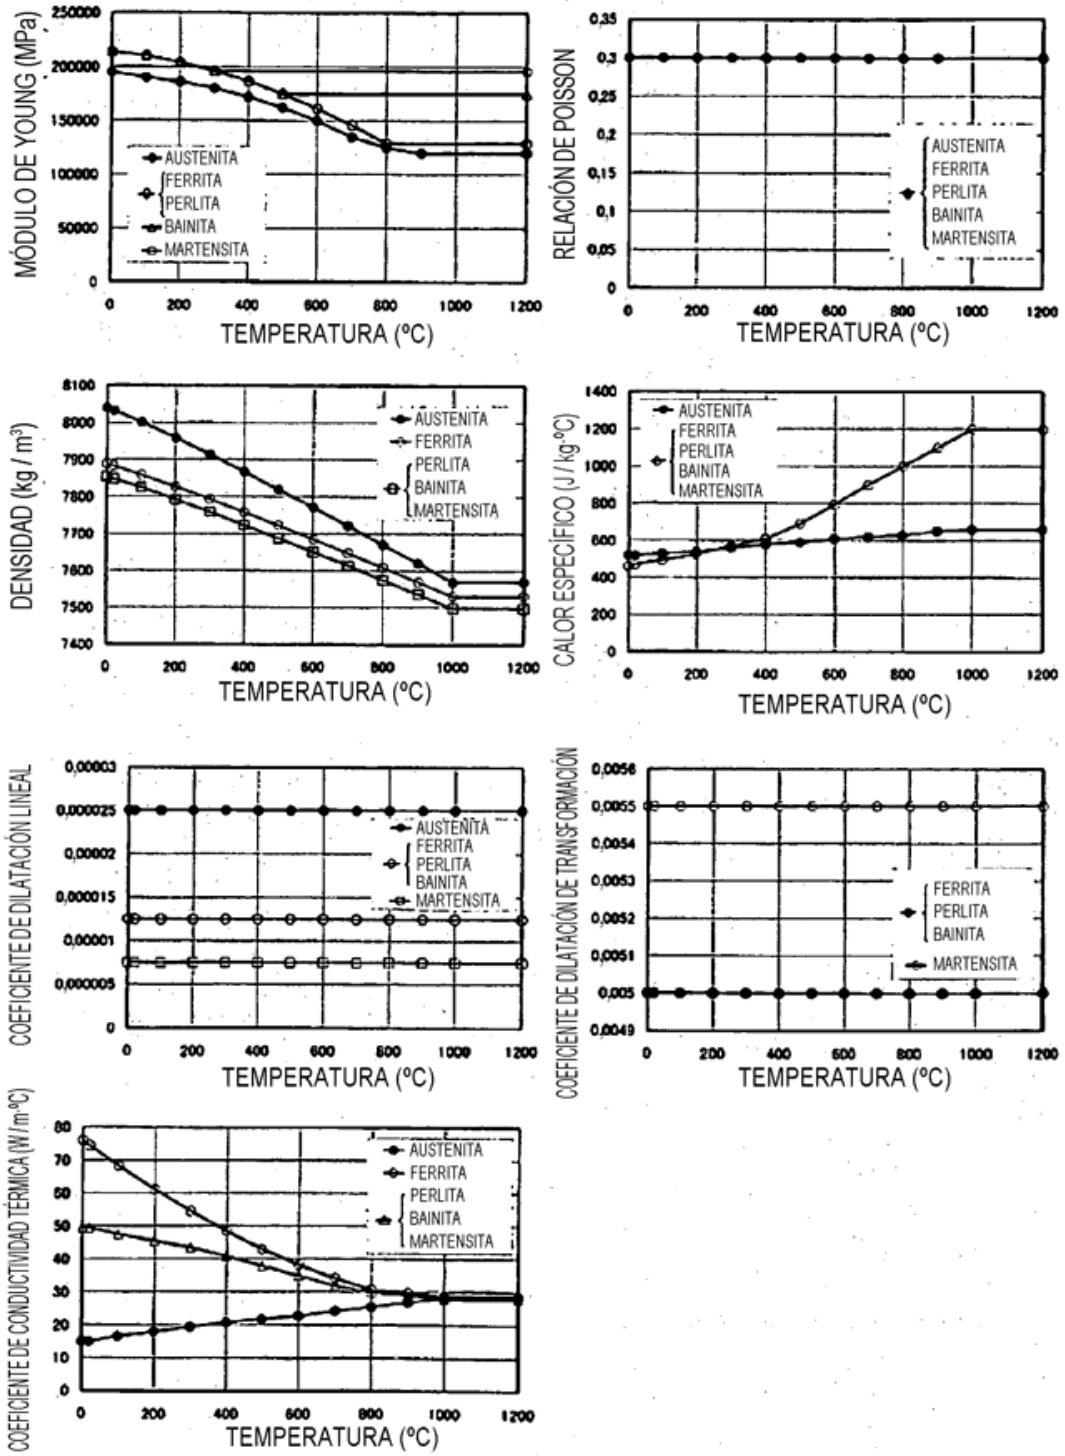 MÓDULO DE YOUNG (MPa)
250000
200000
150000
100000
50000
0
AUSTENITA
FERRITA
PERLITA
BAINITA
MARTENSITA
0 200 400 600 800 1000 1200
TEMPERATURA (ºC)
RELACIÓN DE POISSON
0,35
0,3
0,25
0,2
0,15
0,1
0,05
0
AUSTENITA
FERRITA
PERLITA
BAINITA
MARTENSITA
0 200 400 600 800 1000 1200
TEMPERATURA (ºC)
DENSIDAD (kg / m³)
8100
8000
7900
7800
7700
7600
7500
7400
AUSTENITA
FERRITA
PERLITA
BAINITA
MARTENSITA
0 200 400 600 800 1000 1200
TEMPERATURA (ºC)
CALOR ESPECÍFICO (J / kg-ºC)
1400
1200
1000
800
600
400
200
0
AUSTENITA
FERRITA
PERLITA
BAINITA
MARTENSITA
0 200 400 600 800 1000 1200
TEMPERATURA (ºC)
COEFICIENTE DE DILATACIÓN LINEAL
0,00003
0,000025
0,00002
0,000015
0,00001
0,000005
0
AUSTENITA
FERRITA
PERLITA
BAINITA
MARTENSITA
0 200 400 600 800 1000 1200
TEMPERATURA (ºC)
COEFICIENTE DE DILATACIÓN DE TRANSFORMACIÓN
0,0056
0,0055
0,0054
0,0053
0,0052
0,0051
0,005
0,0049
FERRITA
PERLITA
BAINITA
MARTENSITA
0 200 400 600 800 1000 1200
TEMPERATURA (ºC)
COEFICIENTE DE CONDUCTIVIDAD TÉRMICA (W/m-ºC)
80
70
60
50
40
30
20
10
0
AUSTENITA
FERRITA
PERLITA
BAINITA
MARTENSITA
0 200 400 600 800 1000 1200
TEMPERATURA (ºC)